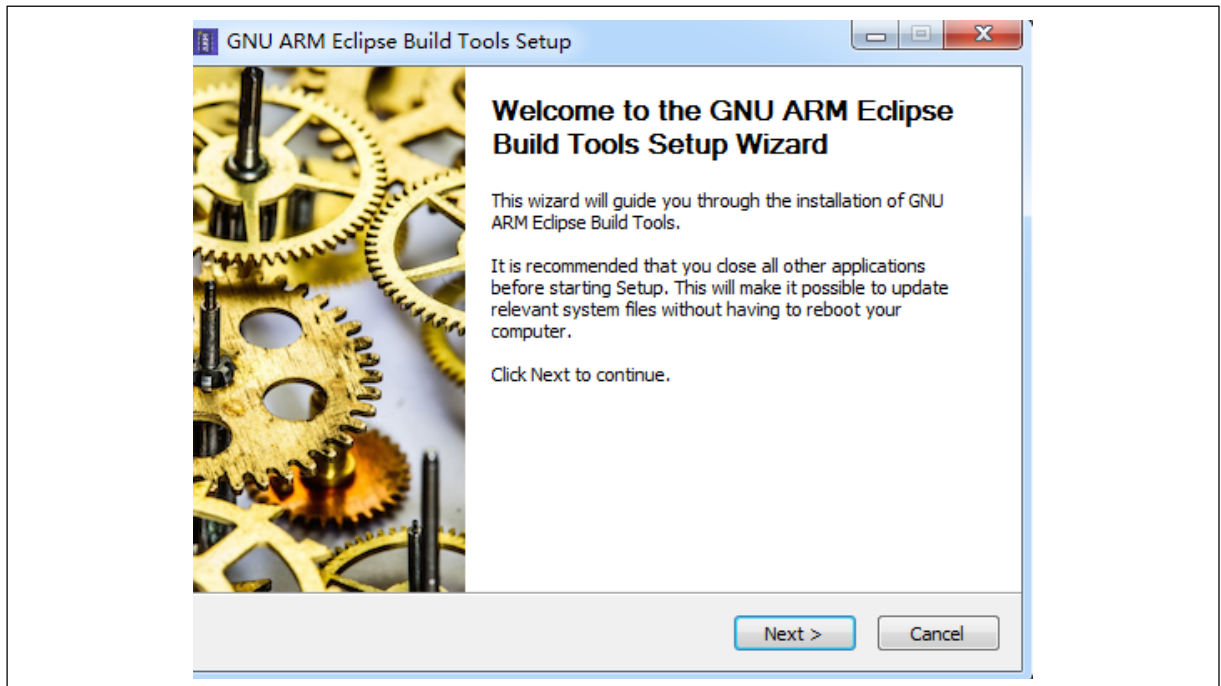 GNU ARM Eclipse Build Tools Setup
Welcome to the GNU ARM Eclipse
Build Tools Setup Wizard
This wizard will guide you through the installation of GNU
ARM Eclipse Build Tools.
It is recommended that you close all other applications
before starting Setup. This will make it possible to update
relevant system files without having to reboot your
computer.
Click Next to continue.
Next >
Cancel